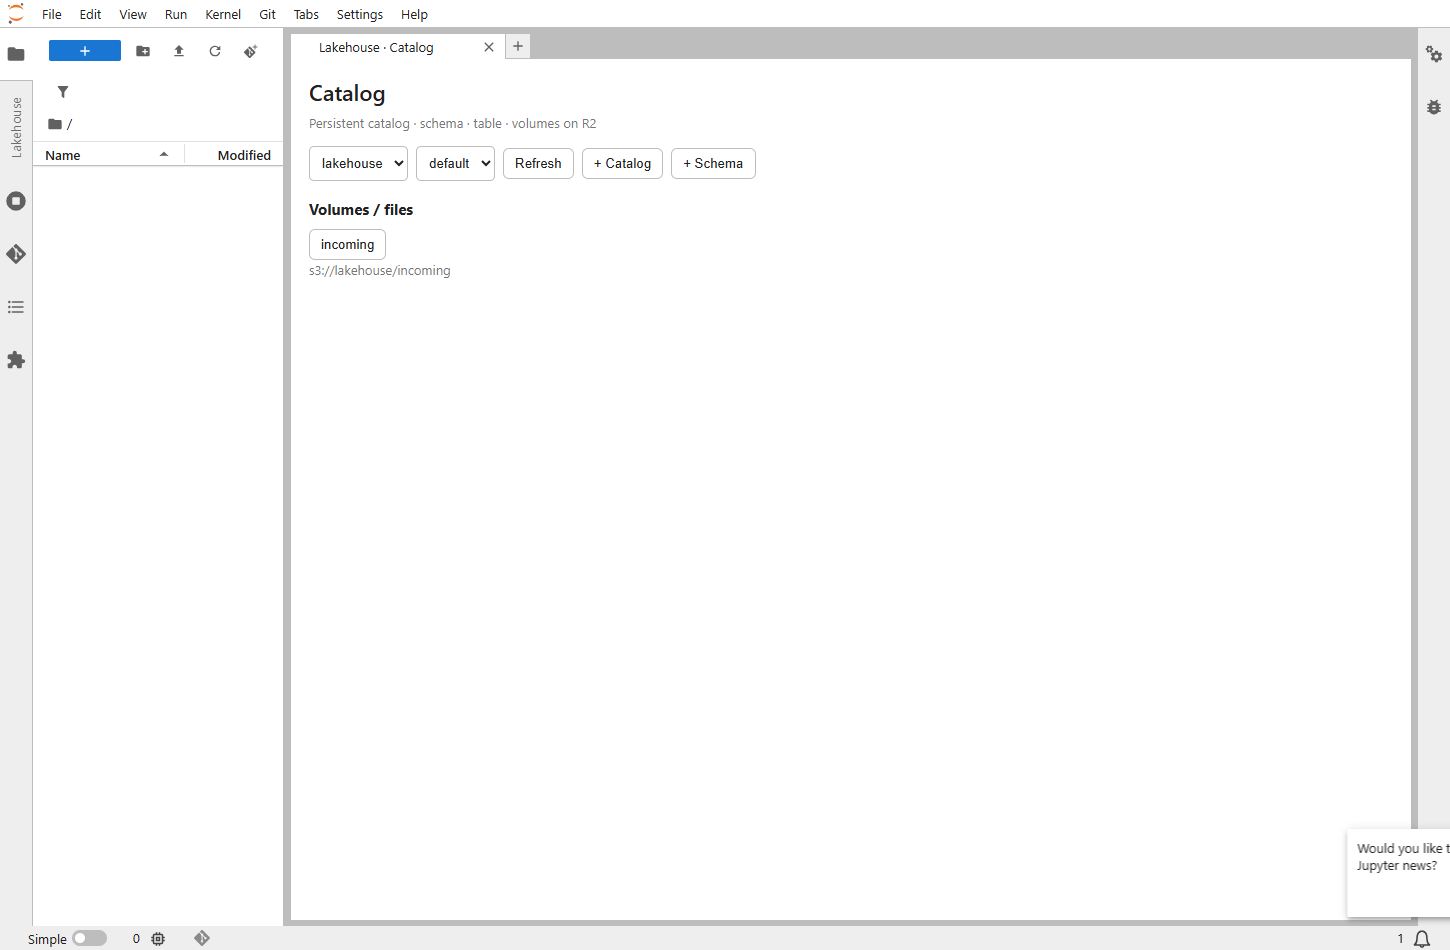 File Edit View Run Kernel Git Tabs Settings Help
Lakehouse · Catalog
Lakehouse
/
Name Modified
Catalog
Persistent catalog · schema · table · volumes on R2
lakehouse default Refresh + Catalog + Schema
Volumes / files
incoming
s3://lakehouse/incoming
Would you like t
Jupyter news?
Simple 0 1